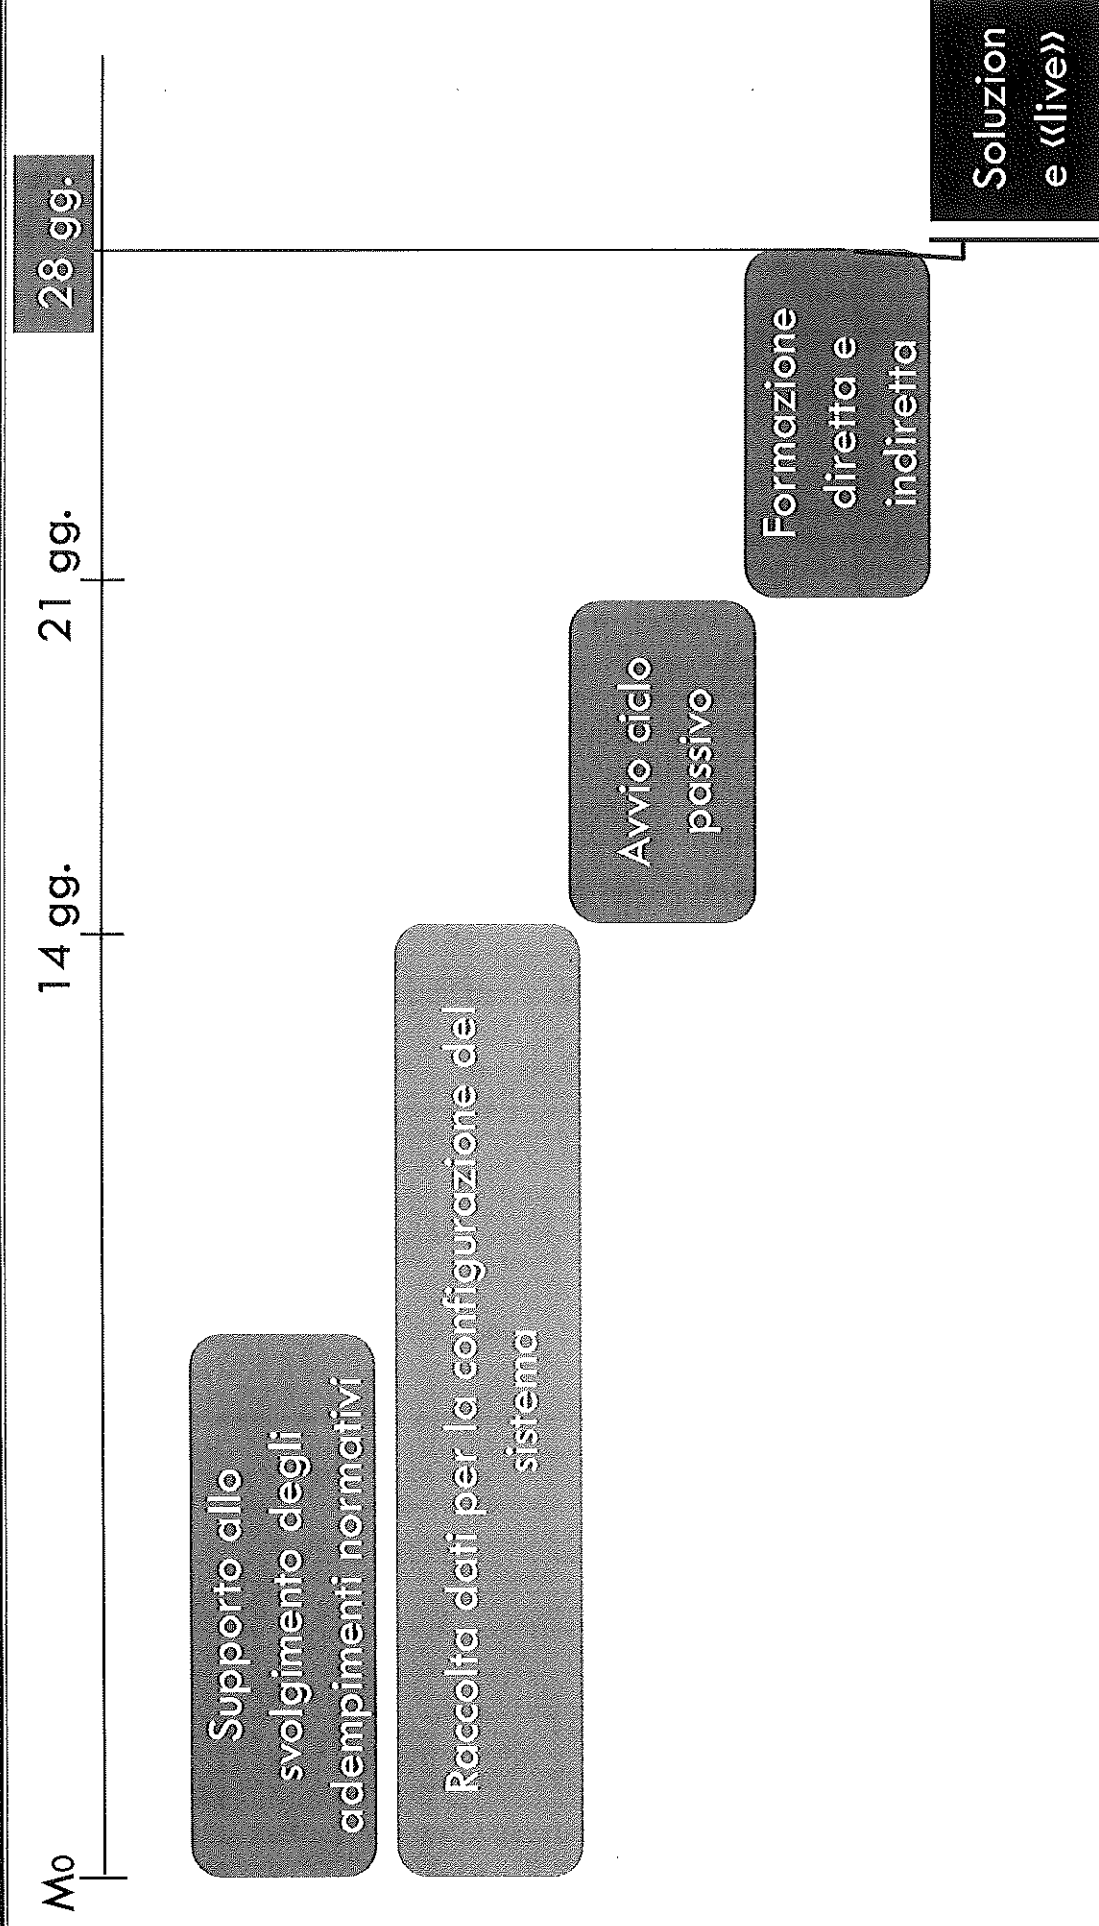 Mo
14 gg.
21 gg.
28 gg.
Supporto allo
svolgimento degli
adempimenti normativi
Raccolta dati per la configurazione del
sistema
Avvio ciclo
passivo
Formazione
diretta e
indiretta
Soluzion
e «live»